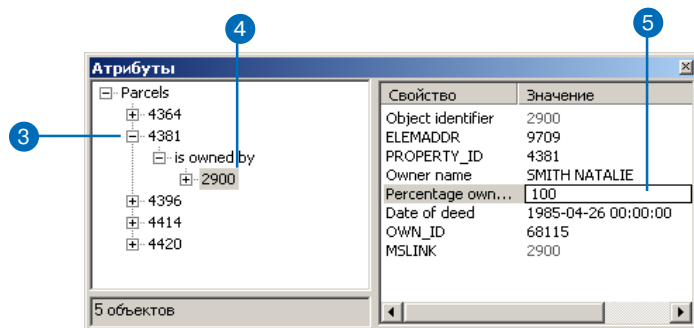 4
5
Атрибуты
3
Parcels
4364
4381
is owned by
2900
4396
4414
4420
5 объектов
Свойство Значение
Object identifier 2900
ELEMADDR 9709
PROPERTY_ID 4381
Owner name SMITH NATALIE
Percentage own... 100
Date of deed 1985-04-26 00:00:00
OWN_ID 68115
MSLINK 2900